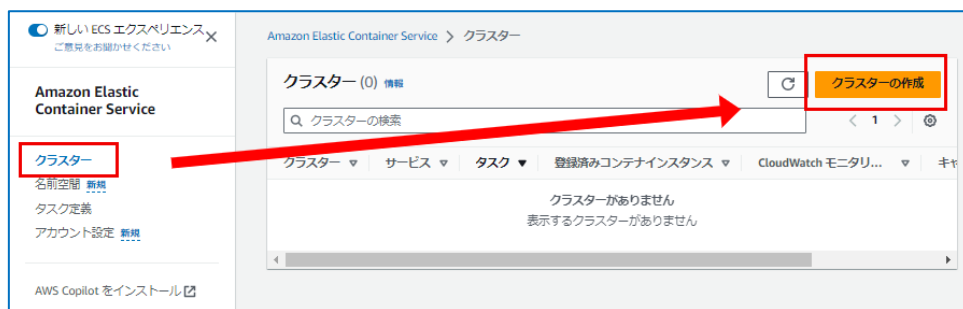 新しい ECS エクスペリエンス
ご意見をお聞かせください
Amazon Elastic
Container Service
クラスター
名前空間 新規
タスク定義
アカウント設定 新規
AWS Copilot をインストール
Amazon Elastic Container Service > クラスター
クラスター (0) 情報
クラスターの作成
クラスターの検索
< 1 >
クラスター サービス タスク 登録済みコンテナインスタンス CloudWatch モニタリ... キャ
クラスターがありません
表示するクラスターがありません